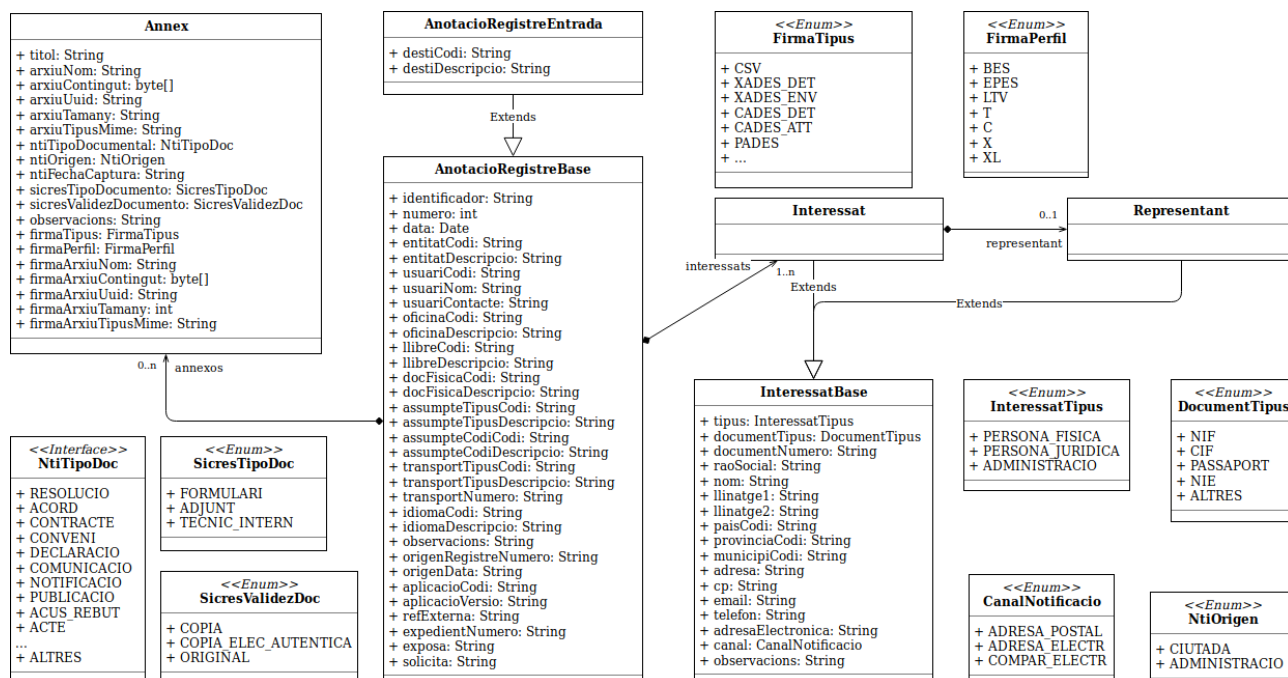 Annex
+ titol: String
+ arxiuNom: String
+ arxiuContingut: byte[]
+ arxiuUuid: String
+ arxiuTamany: String
+ arxiuTipusMime: String
+ ntiTipoDocumental: NtiTipoDoc
+ ntiOrigen: NtiOrigen
+ ntiFechaCaptura: String
+ sicresTipoDocumento: SicresTipoDoc
+ sicresValidezDocumento: SicresValidezDoc
+ observacions: String
+ firmaTipus: FirmaTipus
+ firmaPerfil: FirmaPerfil
+ firmaArxiuNom: String
+ firmaArxiuContingut: byte[]
+ firmaArxiuUuid: String
+ firmaArxiuTamany: int
+ firmaArxiuTipusMime: String
0..n
annexos
AnotacioRegistreEntrada
+ destiCodi: String
+ destiDescripcio: String
Extends
AnotacioRegistreBase
+ identificador: String
+ numero: int
+ data: Date
+ entitatCodi: String
+ entitatDescripcio: String
+ usuariCodi: String
+ usuariNom: String
+ usuariContacte: String
+ oficinaCodi: String
+ oficinaDescripcio: String
+ llibreCodi: String
+ llibreDescripcio: String
+ docFisicaCodi: String
+ docFisicaDescripcio: String
+ assumpteTipusCodi: String
+ assumpteTipusDescripcio: String
+ assumpteCodiCodi: String
+ assumpteCodiDescripcio: String
+ transportTipusCodi: String
+ transportTipusDescripcio: String
+ transportNumero: String
+ idiomaCodi: String
+ idiomaDescripcio: String
+ observacions: String
+ origenRegistreNumero: String
+ origenData: String
+ aplicacioCodi: String
+ aplicacioVersio: String
+ refExterna: String
+ expedientNumero: String
+ exposa: String
+ solicita: String
<<Enum>>
FirmaTipus
+ CSV
+ XADES_DET
+ XADES_ENV
+ CADES_DET
+ CADES_ATT
+ PADES
+ ...
<<Enum>>
FirmaPerfil
+ BES
+ EPES
+ LTV
+ T
+ C
+ X
+ XL
Interessat
0..1
representant
Representant
interessats
1..n
Extends
Extends
InteressatBase
+ tipus: InteressatTipus
+ documentTipus: DocumentTipus
+ documentNumero: String
+ raoSocial: String
+ nom: String
+ llinatge1: String
+ llinatge2: String
+ paisCodi: String
+ provinciaCodi: String
+ municipiCodi: String
+ adresa: String
+ cp: String
+ email: String
+ telefon: String
+ adresaElectronica: String
+ canal: CanalNotificacio
+ observacions: String
<<Enum>>
InteressatTipus
+ PERSONA_FISICA
+ PERSONA_JURIDICA
+ ADMINISTRACIO
<<Enum>>
DocumentTipus
+ NIF
+ CIF
+ PASSAPORT
+ NIE
+ ALTRES
<<Interface>>
NtiTipoDoc
+ RESOLUCIO
+ ACORD
+ CONTRACTE
+ CONVENI
+ DECLARACIO
+ COMUNICACIO
+ NOTIFICACIO
+ PUBLICACIO
+ ACUS_REBUT
+ ACTE
...
+ ALTRES
<<Enum>>
SicresTipoDoc
+ FORMULARI
+ ADJUNT
+ TECNIC_INTERN
<<Enum>>
SicresValidezDoc
+ COPIA
+ COPIA_ELEC_AUTENTICA
+ ORIGINAL
<<Enum>>
CanalNotificacio
+ ADRESA_POSTAL
+ ADRESA_ELECTR
+ COMPAR_ELECTR
<<Enum>>
NtiOrigen
+ CIUTADA
+ ADMINISTRACIO